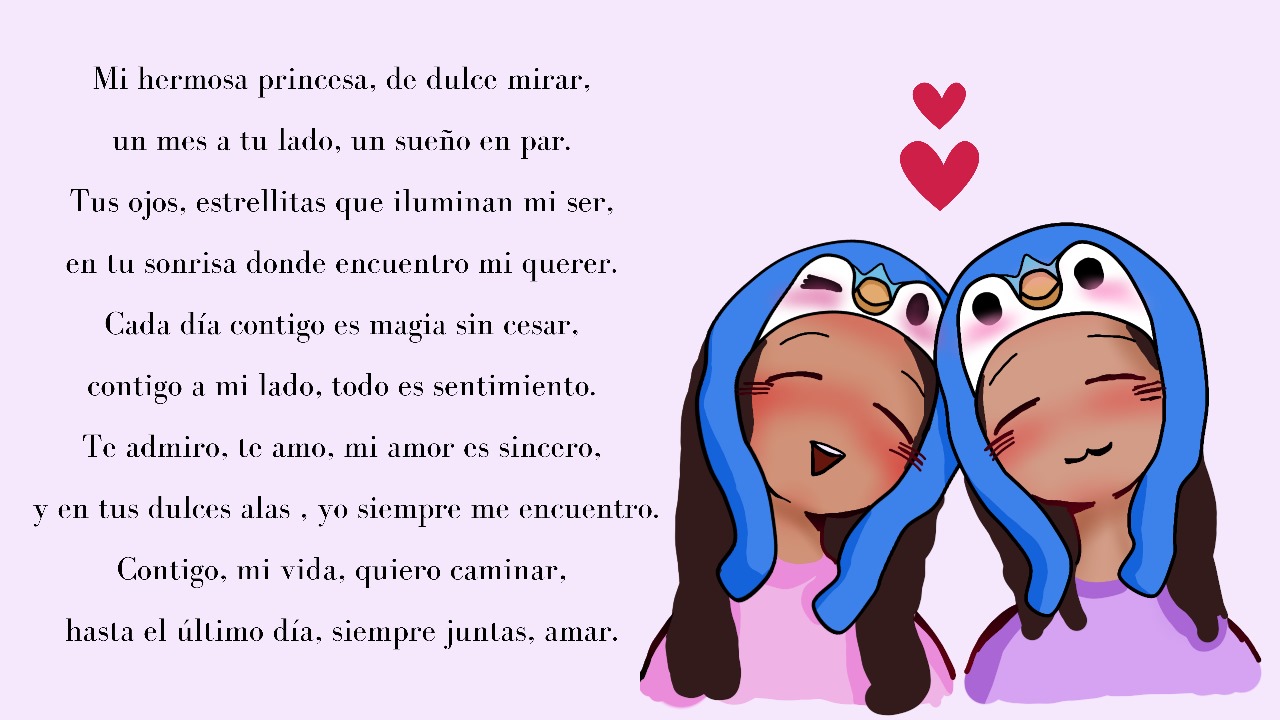 Mi hermosa princesa, de dulce mirar,
un mes a tu lado, un sueño en par.
Tus ojos, estrellitas que iluminan mi ser,
en tu sonrisa donde encuentro mi querer.
Cada día contigo es magia sin cesar,
contigo a mi lado, todo es sentimiento.
Te admiro, te amo, mi amor es sincero,
y en tus dulces alas , yo siempre me encuentro.
Contigo, mi vida, quiero caminar,
hasta el último día, siempre juntas, amar.